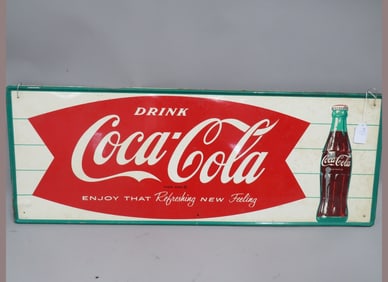 DRINK
Coca-Cola
ENJOY THAT Refreshing NEW Feeling
Coca-Cola